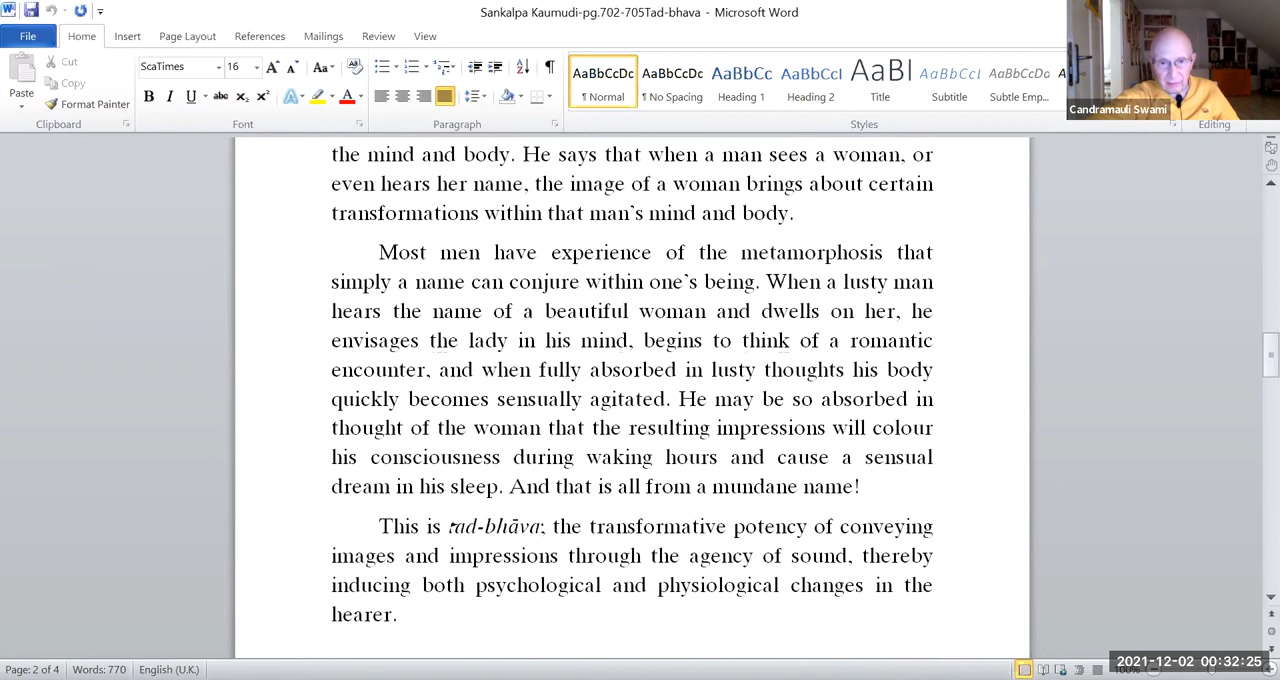 Sankalpa Kaumudi-pg.702-705Tad-bhava - Microsoft Word
File Home Insert Page Layout References Mailings Review View
Cut
Copy
Format Painter
Paste
Clipboard
ScaTimes 16
Font
Paragraph
AaBbCcDc AaBbCcDc AaBbCc AaBbCcI AaBI AaBbCcL AaBbCcDc
¶ Normal ¶ No Spacing Heading 1 Heading 2 Title Subtitle Subtle Emp...
Styles
Editing
Candramauli Swami
the mind and body. He says that when a man sees a woman, or
even hears her name, the image of a woman brings about certain
transformations within that man's mind and body.
Most men have experience of the metamorphosis that
simply a name can conjure within one's being. When a lusty man
hears the name of a beautiful woman and dwells on her, he
envisages the lady in his mind, begins to think of a romantic
encounter, and when fully absorbed in lusty thoughts his body
quickly becomes sensually agitated. He may be so absorbed in
thought of the woman that the resulting impressions will colour
his consciousness during waking hours and cause a sensual
dream in his sleep. And that is all from a mundane name!
This is tad-bhāva; the transformative potency of conveying
images and impressions through the agency of sound, thereby
inducing both psychological and physiological changes in the
hearer.
Page: 2 of 4 Words: 770 English (U.K.)
2021-12-02 00:32:25